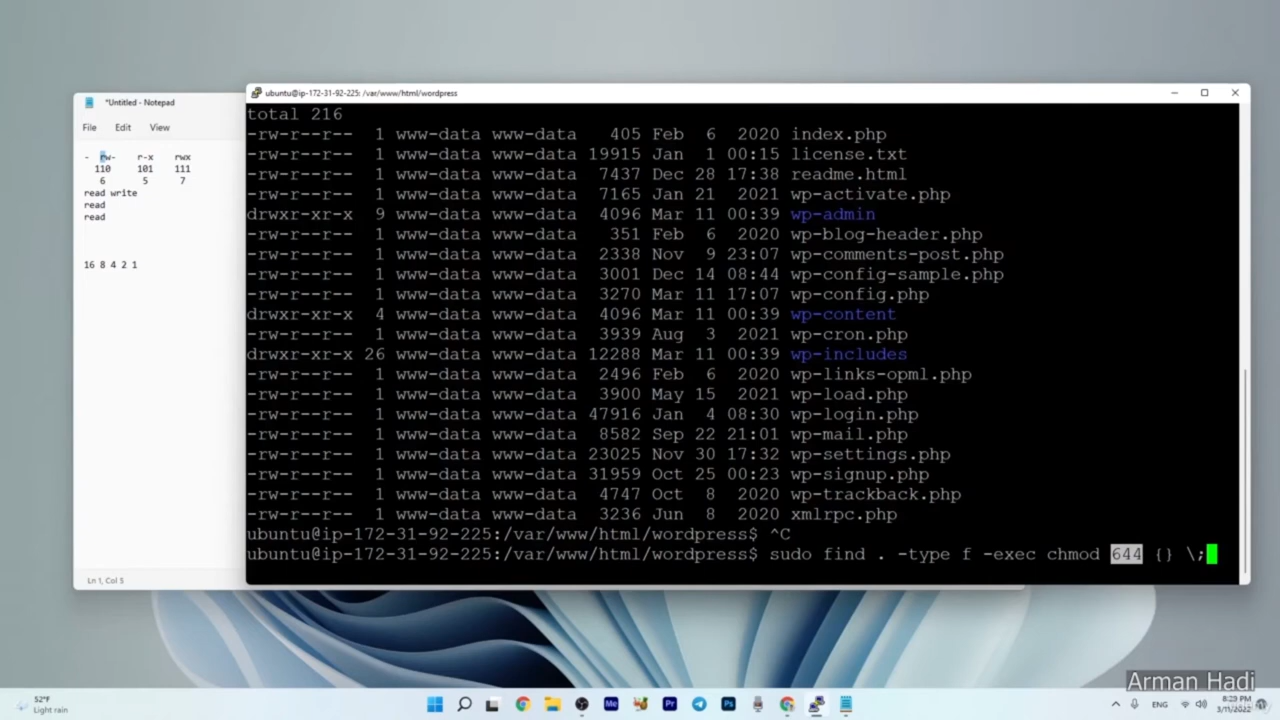 *Untitled - Notepad
File Edit View
- rw- r-x rwx
110 101 111
6 5 7
read write
read
read
16 8 4 2 1
Ln 1, Col 5
ubuntu@ip-172-31-92-225: /var/www/html/wordpress
total 216
-rw-r--r-- 1 www-data www-data 405 Feb 6 2020 index.php
-rw-r--r-- 1 www-data www-data 19915 Jan 1 00:15 license.txt
-rw-r--r-- 1 www-data www-data 7437 Dec 28 17:38 readme.html
-rw-r--r-- 1 www-data www-data 7165 Jan 21 2021 wp-activate.php
drwxr-xr-x 9 www-data www-data 4096 Mar 11 00:39 wp-admin
-rw-r--r-- 1 www-data www-data 351 Feb 6 2020 wp-blog-header.php
-rw-r--r-- 1 www-data www-data 2338 Nov 9 23:07 wp-comments-post.php
-rw-r--r-- 1 www-data www-data 3001 Dec 14 08:44 wp-config-sample.php
-rw-r--r-- 1 www-data www-data 3270 Mar 11 17:07 wp-config.php
drwxr-xr-x 4 www-data www-data 4096 Mar 11 00:39 wp-content
-rw-r--r-- 1 www-data www-data 3939 Aug 3 2021 wp-cron.php
drwxr-xr-x 26 www-data www-data 12288 Mar 11 00:39 wp-includes
-rw-r--r-- 1 www-data www-data 2496 Feb 6 2020 wp-links-opml.php
-rw-r--r-- 1 www-data www-data 3900 May 15 2021 wp-load.php
-rw-r--r-- 1 www-data www-data 47916 Jan 4 08:30 wp-login.php
-rw-r--r-- 1 www-data www-data 8582 Sep 22 21:01 wp-mail.php
-rw-r--r-- 1 www-data www-data 23025 Nov 30 17:32 wp-settings.php
-rw-r--r-- 1 www-data www-data 31959 Oct 25 00:23 wp-signup.php
-rw-r--r-- 1 www-data www-data 4747 Oct 8 2020 wp-trackback.php
-rw-r--r-- 1 www-data www-data 3236 Jun 8 2020 xmlrpc.php
ubuntu@ip-172-31-92-225:/var/www/html/wordpress$ ^C
ubuntu@ip-172-31-92-225:/var/www/html/wordpress$ sudo find . -type f -exec chmod 644 {} \;
Arman Hadi
52°F
Light rain
Me
Pr
Ps
ENG
8:29 PM
3/11/2022